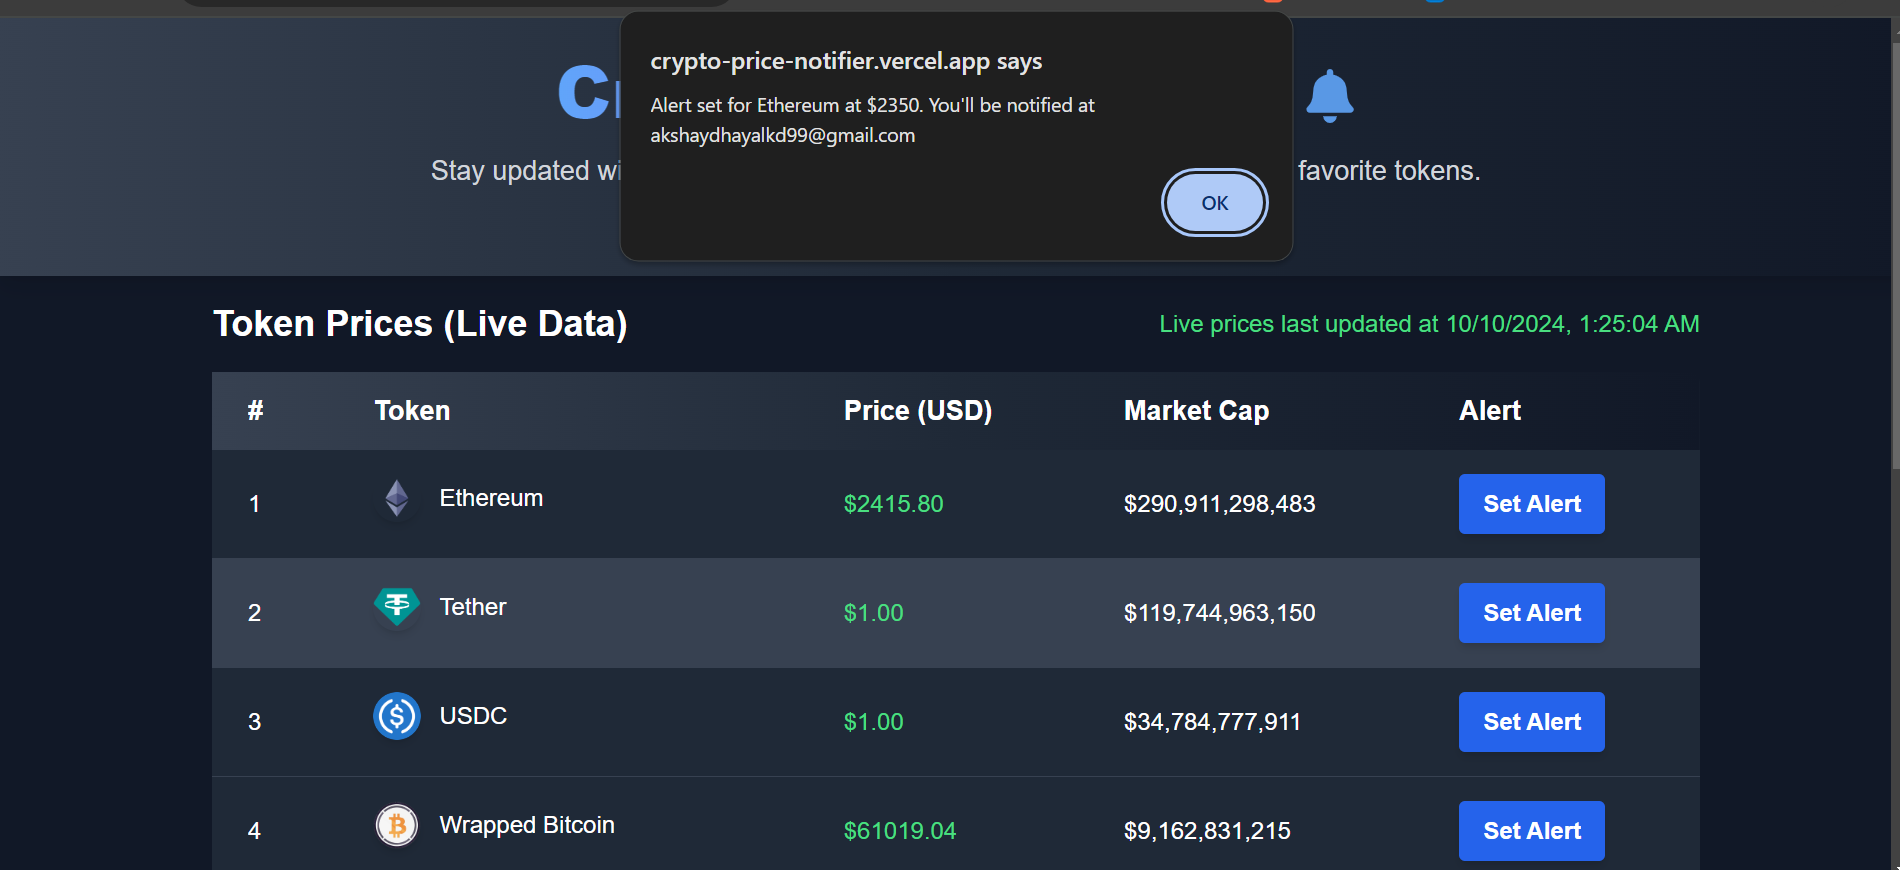 crypto-price-notifier.vercel.app says
Alert set for Ethereum at $2350. You'll be notified at
akshaydhayalkd99@gmail.com
OK
Stay updated
favorite tokens.
Token Prices (Live Data)
Live prices last updated at 10/10/2024, 1:25:04 AM
# Token Price (USD) Market Cap Alert
1 Ethereum $2415.80 $290,911,298,483 Set Alert
2 Tether $1.00 $119,744,963,150 Set Alert
3 USDC $1.00 $34,784,777,911 Set Alert
4 Wrapped Bitcoin $61019.04 $9,162,831,215 Set Alert